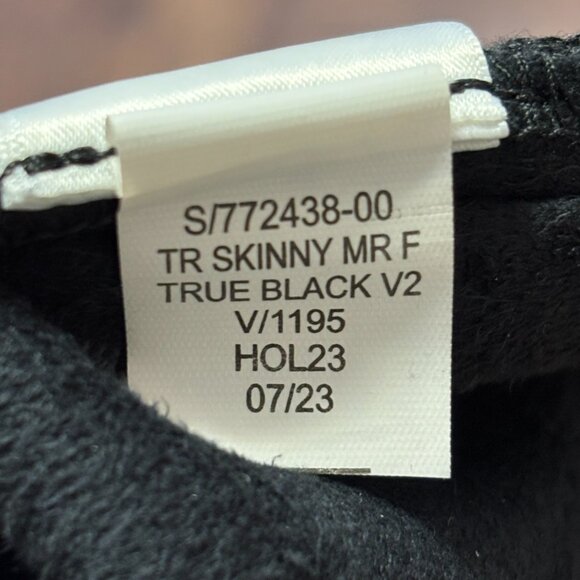 S/772438-00
TR SKINNY MR F
TRUE BLACK V2
V/1195
HOL23
07/23